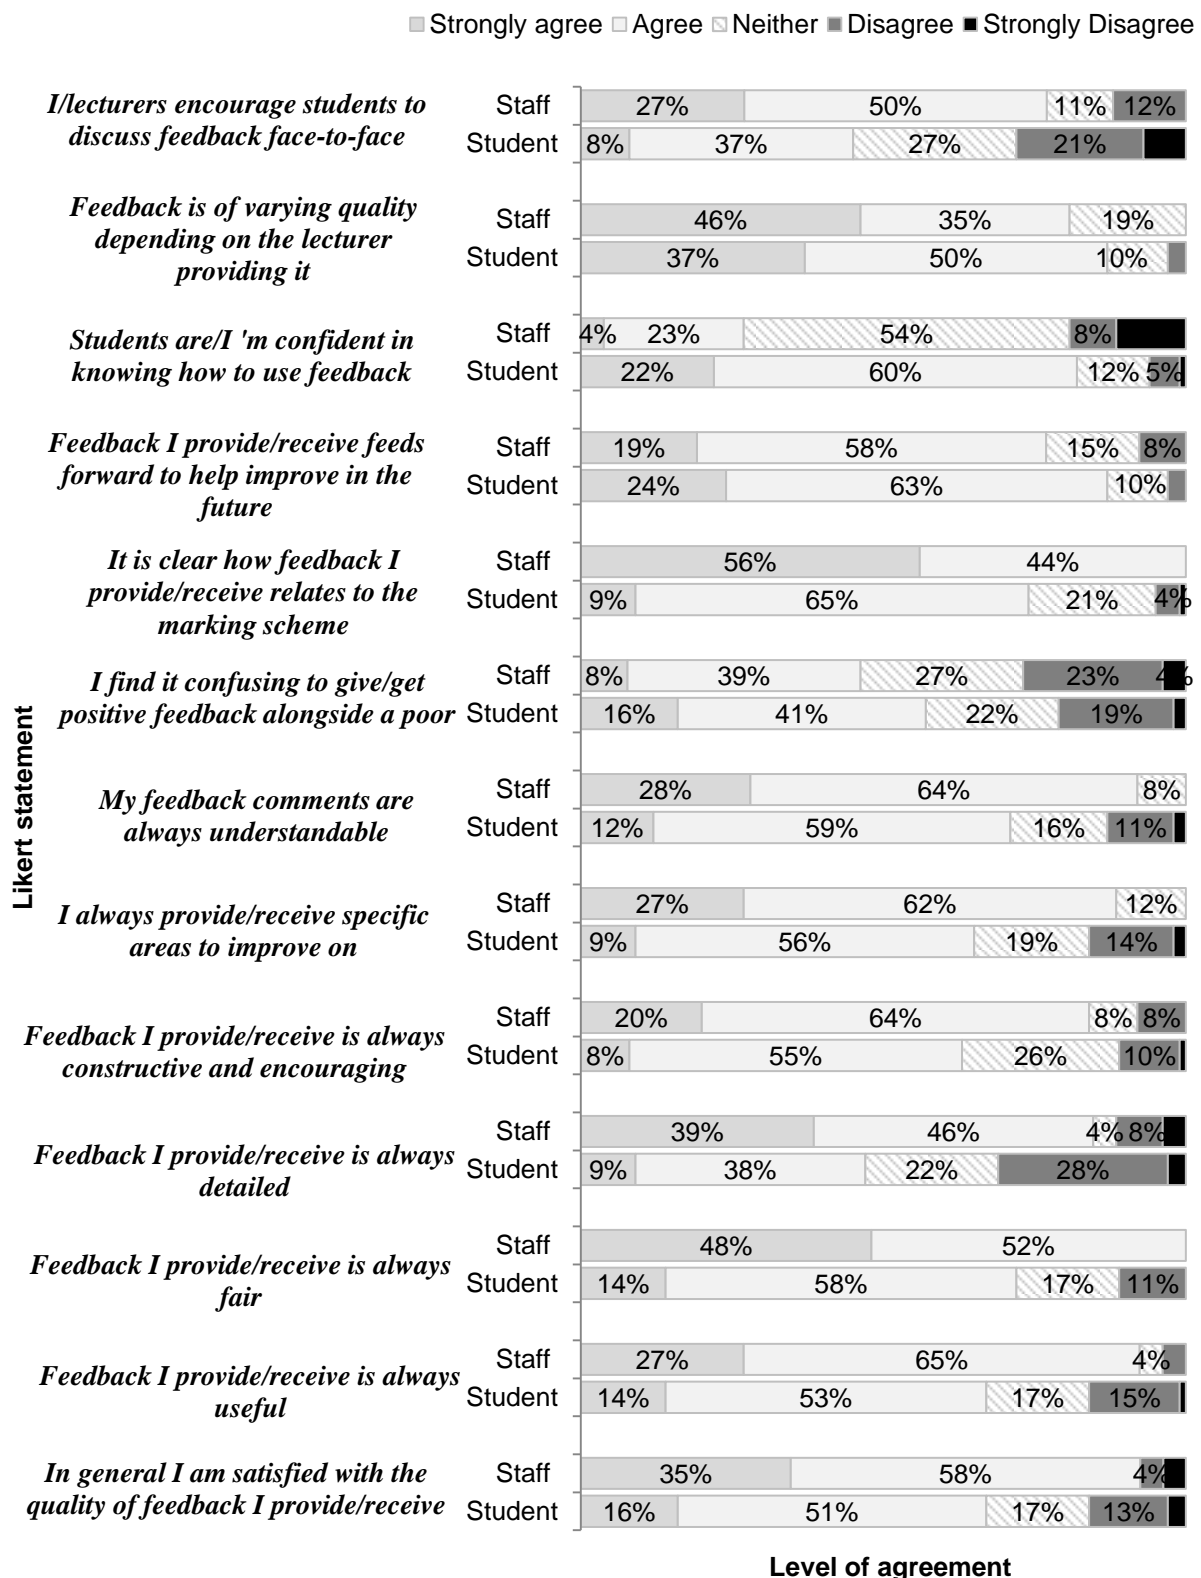 Strongly agree Agree Neither Disagree Strongly Disagree
I/lecturers encourage students to
discuss feedback face-to-face
Staff 27% 50% 11% 12%
Student 8% 37% 27% 21%
Feedback is of varying quality
depending on the lecturer
providing it
Staff 46% 35% 19%
Student 37% 50% 10%
Students are/I 'm confident in
knowing how to use feedback
Staff 4% 23% 54% 8%
Student 22% 60% 12% 5%
Feedback I provide/receive feeds
forward to help improve in the
future
Staff 19% 58% 15% 8%
Student 24% 63% 10%
It is clear how feedback I
provide/receive relates to the
marking scheme
Staff 56% 44%
Student 9% 65% 21% 4%
I find it confusing to give/get
positive feedback alongside a poor
Staff 8% 39% 27% 23% 4%
Student 16% 41% 22% 19%
My feedback comments are
always understandable
Staff 28% 64% 8%
Student 12% 59% 16% 11%
I always provide/receive specific
areas to improve on
Staff 27% 62% 12%
Student 9% 56% 19% 14%
Feedback I provide/receive is always
constructive and encouraging
Staff 20% 64% 8% 8%
Student 8% 55% 26% 10%
Feedback I provide/receive is always
detailed
Staff 39% 46% 4% 8%
Student 9% 38% 22% 28%
Feedback I provide/receive is always
fair
Staff 48% 52%
Student 14% 58% 17% 11%
Feedback I provide/receive is always
useful
Staff 27% 65% 4%
Student 14% 53% 17% 15%
In general I am satisfied with the
quality of feedback I provide/receive
Staff 35% 58% 4%
Student 16% 51% 17% 13%
Likert statement
Level of agreement